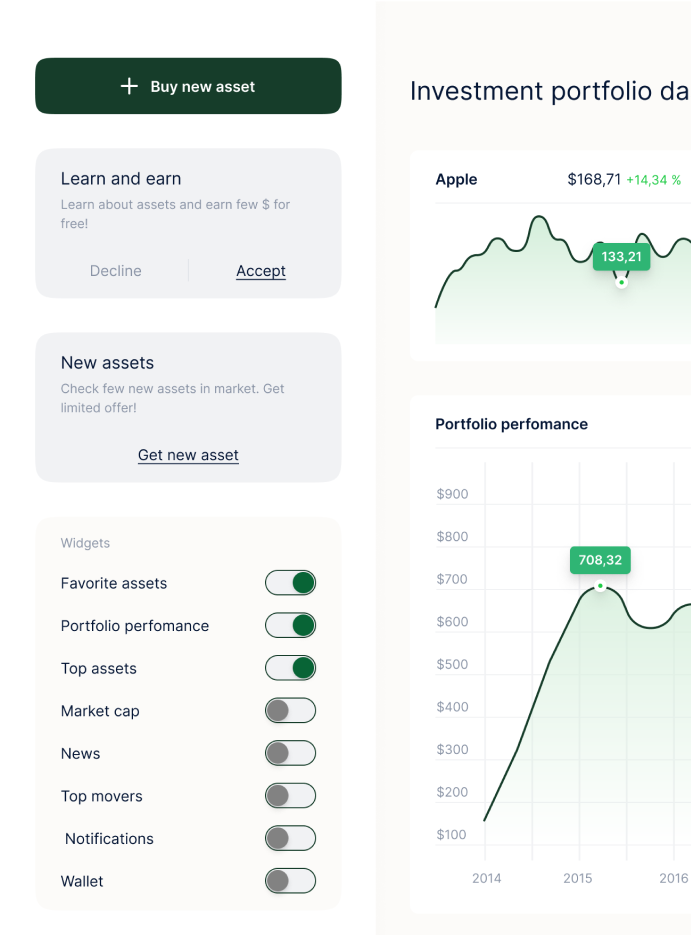 Buy new asset
Learn and earn
Learn about assets and earn few $ for
free!
Decline Accept
New assets
Check few new assets in market. Get
limited offer!
Get new asset
Widgets
Favorite assets
Portfolio perfomance
Top assets
Market cap
News
Top movers
Notifications
Wallet
Investment portfolio da
Apple $168,71 +14,34 %
133,21
Portfolio perfomance
$900
$800
708,32
$700
$600
$500
$400
$300
$200
$100
2014 2015 2016